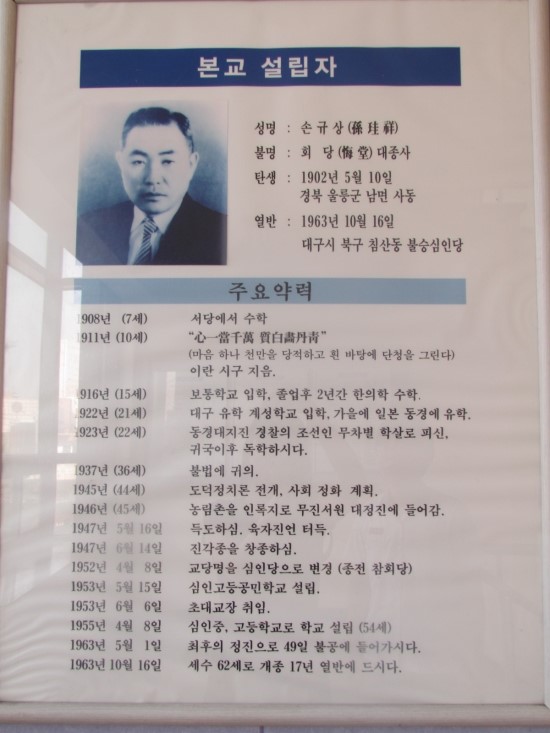 본교 설립자
성명 : 손규상(孫珪祥)
불명 : 회 당(悔堂)대종사
탄생 : 1902년 5월 10일
경북 울릉군 남면 사동
열반 : 1963년 10월 16일
대구시 북구 침산동 불승심인당
주요약력
1908년 (7세) 서당에서 수학
1911년 (10세) “心一當千萬 質白畵丹靑”
(마음 하나 천만을 당적하고 흰 바당에 단청을 그린다)
이란 시구 지음.
1916년 (15세) 보통학교 입학, 졸업후 2년간 한의학 수학.
1922년 (21세) 대구 유학 계성학교 입학, 가을에 일본 동경에 유학.
1923년 (22세) 동경대지진 경찰의 조선인 무차별 학살로 피신,
귀국이후 독학하시다.
1937년 (36세) 불법에 귀의.
1945년 (44세) 도덕정치론 전개, 사회 정화 계획.
1946년 (45세) 농림촌을 인록지로 무진서원 대정진에 들어감.
1947년 5월 16일 득도하심. 육자진언 터득.
1947년 6월 14일 진각종을 창종하심.
1952년 4월 8일 교당명을 심인당으로 변경 (종전 참회당)
1953년 5월 15일 심인고등공민학교 설립.
1953년 6월 6일 초대교장 취임.
1955년 4월 8일 심인중, 고등학교로 학교 설립 (54세)
1963년 5월 1일 최후의 정진으로 49일 불공에 들어가시다.
1963년 10월 16일 세수 62세로 개종 17년 열반에 드시다.